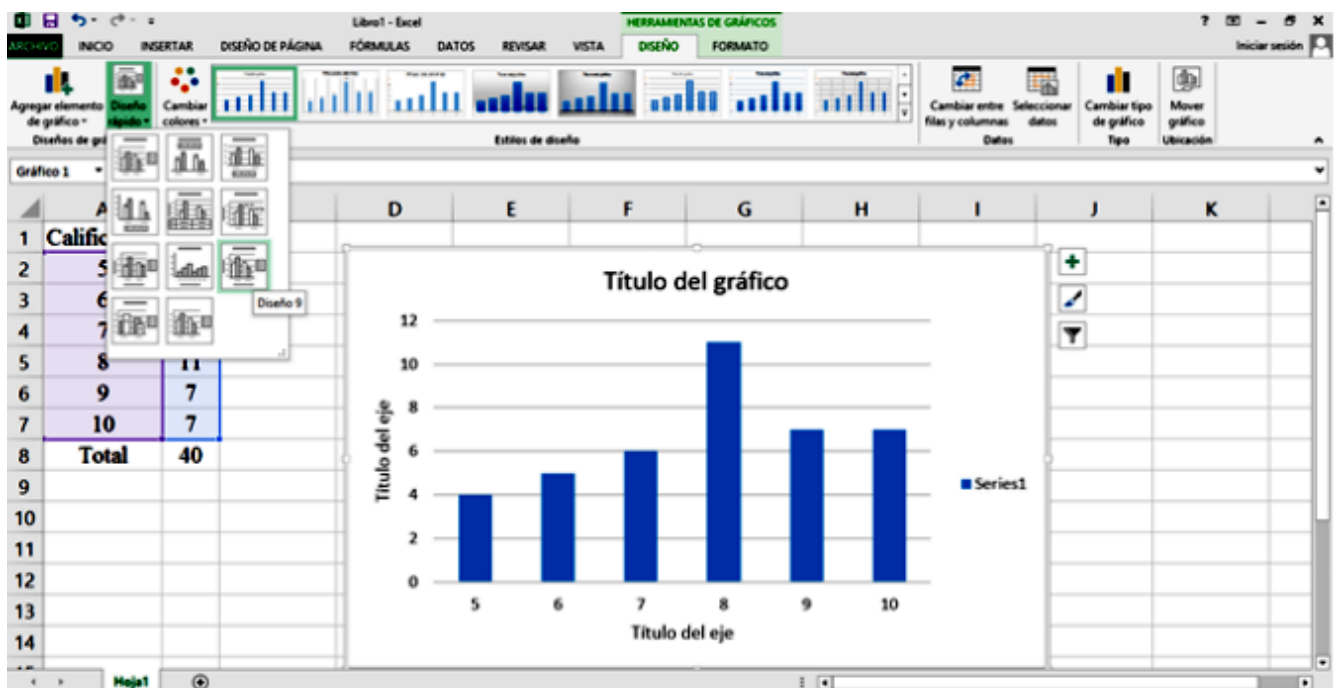 Libro1 - Excel
HERRAMIENTAS DE GRÁFICOS
?
ARCHIVO INICIO INSERTAR DISEÑO DE PÁGINA FÓRMULAS DATOS REVISAR VISTA DISEÑO FORMATO Iniciar sesión
Agregar elemento de gráfico
Diseño rápido
Cambiar colores
Cambiar entre filas y columnas
Seleccionar datos
Cambiar tipo de gráfico
Mover gráfico
Diseños de grá
Estilos de diseño
Datos
Tipo
Ubicación
Gráfico 1
A D E F G H I J K
1 Calific
2 5
3 6
4 7
5 8 11
6 9 7
7 10 7
8 Total 40
9
10
11
12
13
14
Diseño 9
Título del gráfico
12
10
8
6
4
2
0
Título del eje
5 6 7 8 9 10
Título del eje
Series1
Hoja1